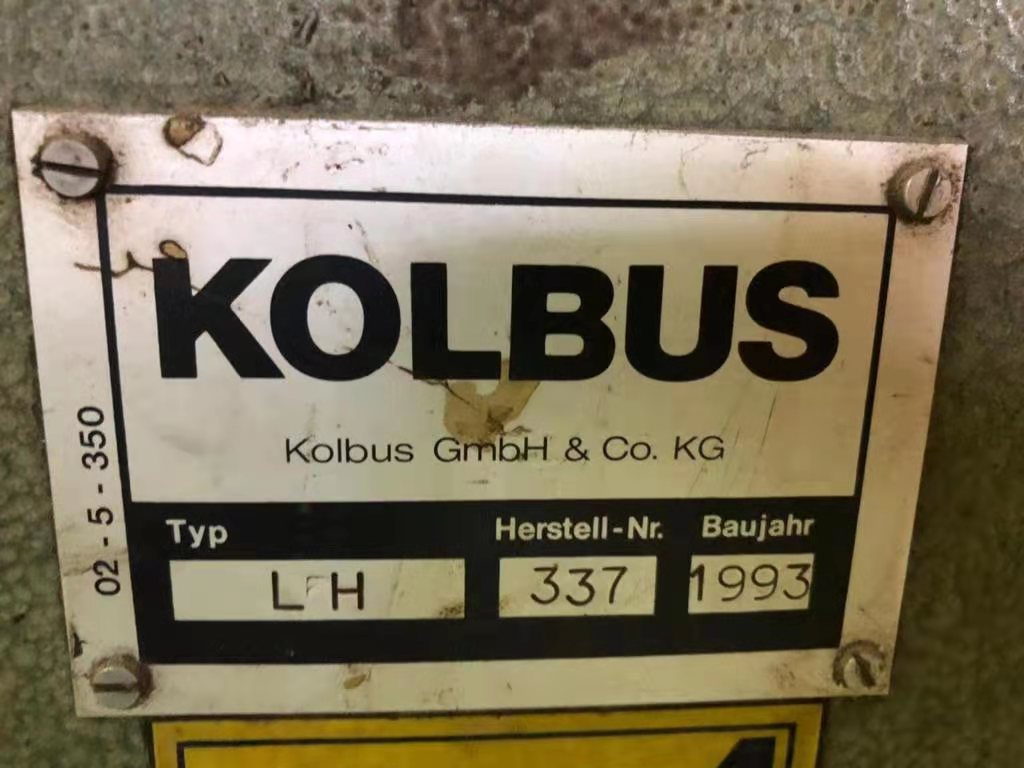 KOLBUS
Kolbus GmbH & Co. KG
02 - 5 - 350
Typ Herstell-Nr. Baujahr
337 1993